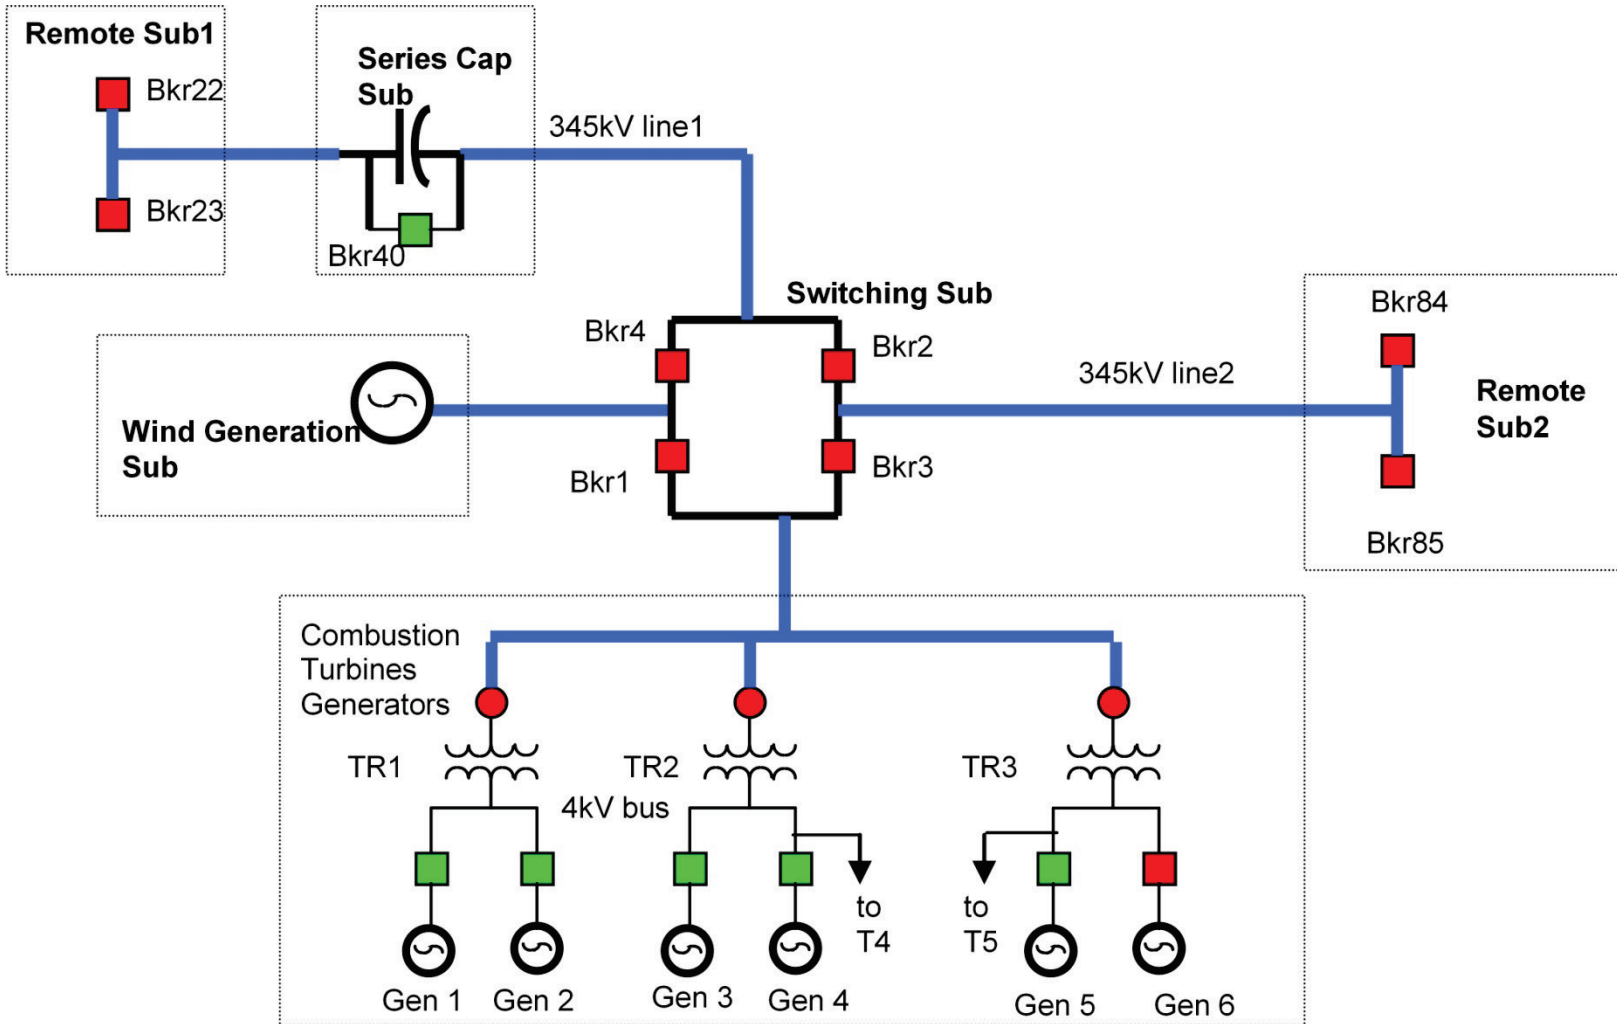 Remote Sub1
Bkr22
Bkr23
Series Cap
Sub
Bkr40
345kV line1
Switching Sub
Bkr4
Bkr2
Bkr1
Bkr3
345kV line2
Bkr84
Remote
Sub2
Bkr85
Wind Generation
Sub
Combustion
Turbines
Generators
TR1
TR2
TR3
4kV bus
to
T4
to
T5
Gen 1
Gen 2
Gen 3
Gen 4
Gen 5
Gen 6